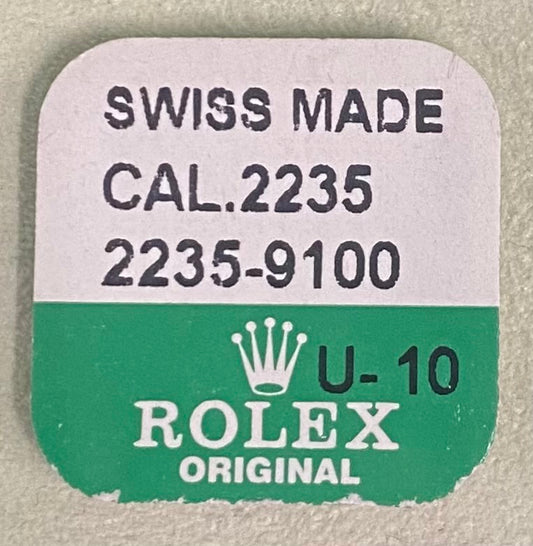 SWISS MADE
CAL.2235
2235-9100
U- 10
ROLEX
ORIGINAL